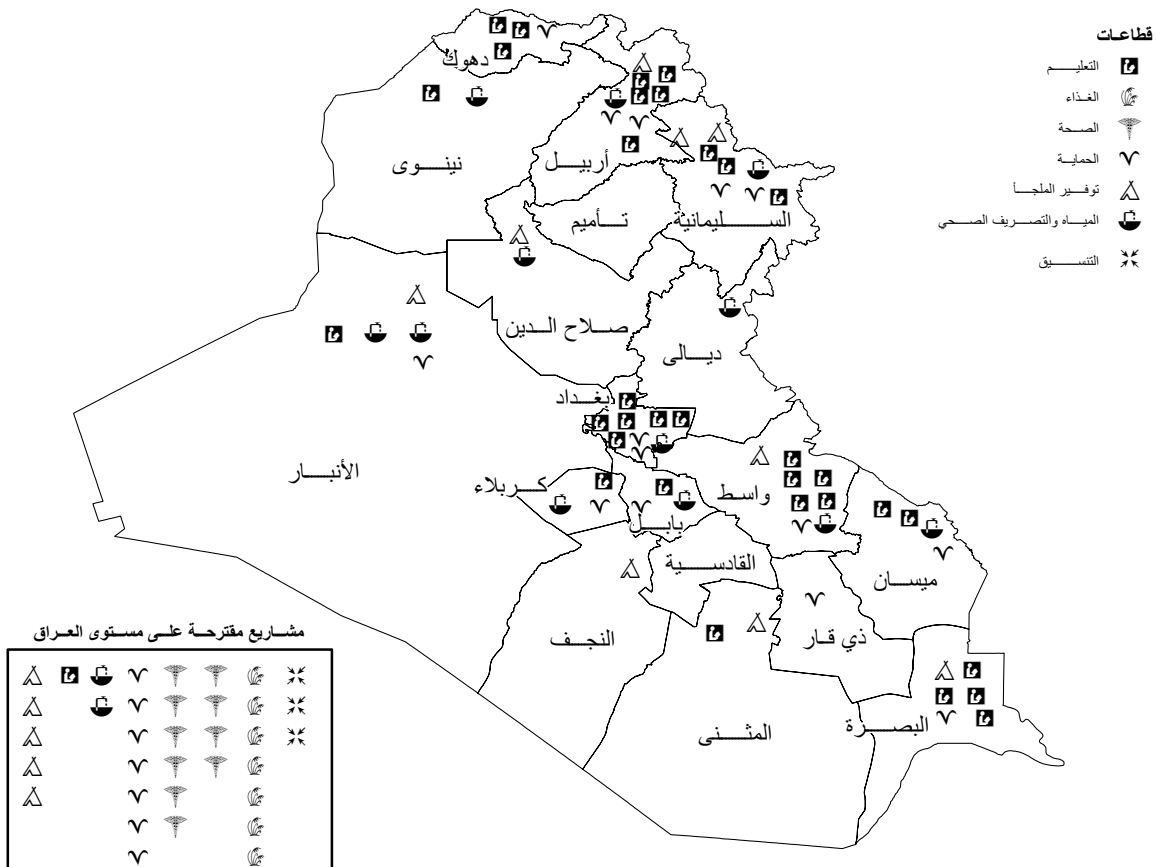 قطاعات
التعليم
الغذاء
الصحة
الحماية
توفير الملجأ
المياه والتصريف الصحي
التنسيق
دهوك
نينوى
أربيل
تأميم
السليمانية
صلاح الدين
ديالى
بغداد
الأنبار
كربلاء
بابل
واسط
القادسية
ميسان
النجف
ذي قار
المثنى
البصرة
مشاريع مقترحة على مستوى العراق